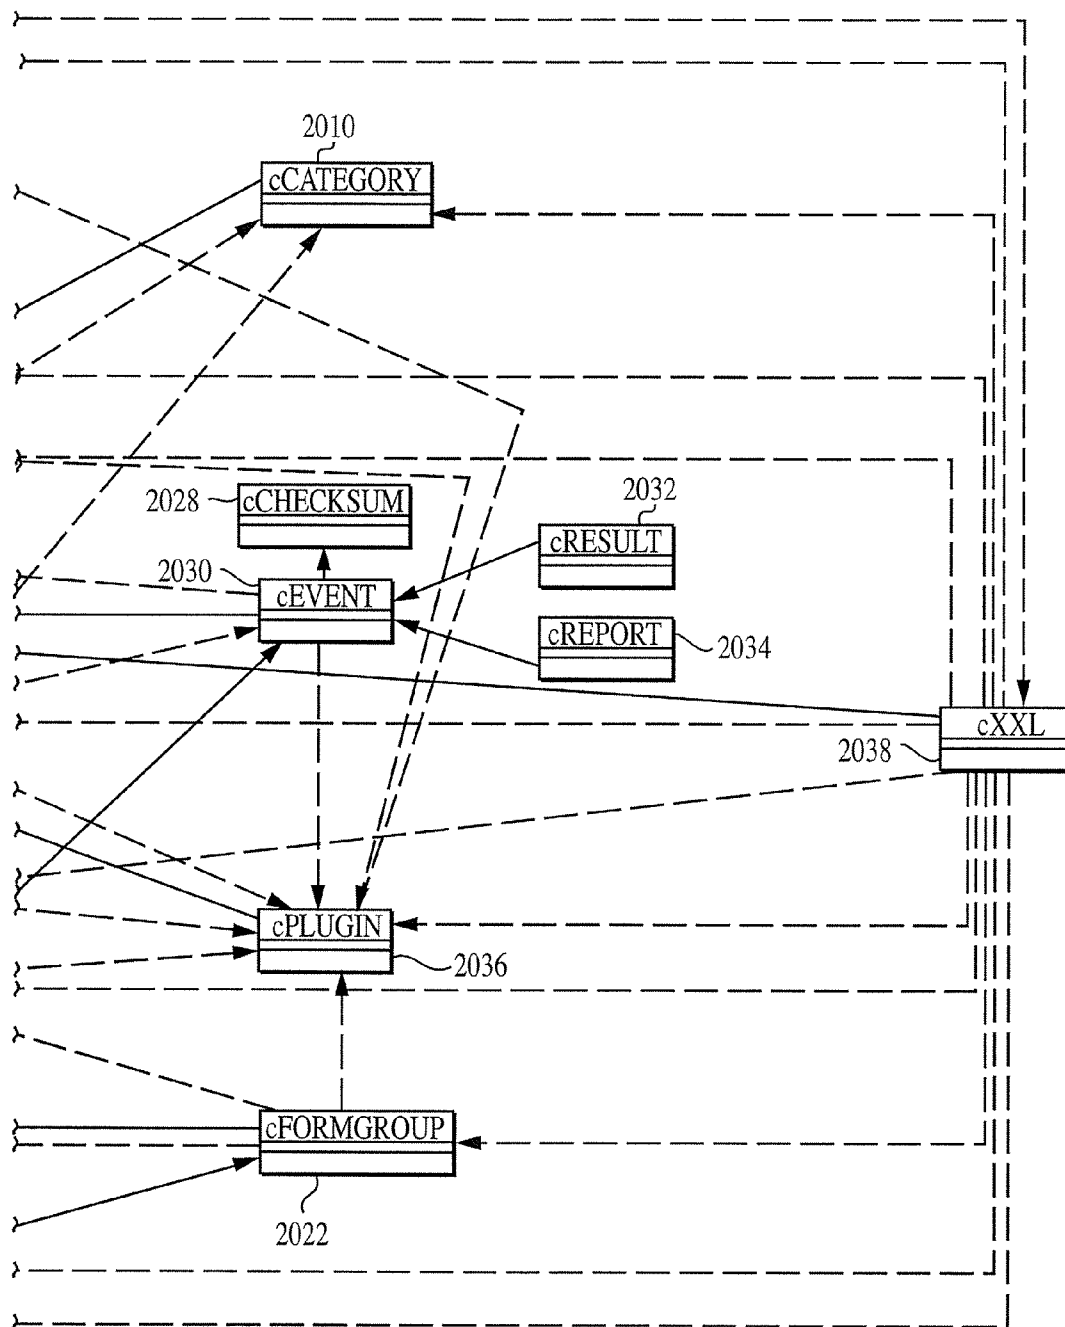 2010
cCATEGORY
2028
cCHECKSUM
2032
cRESULT
2030
cEVENT
cREPORT
2034
cXXL
2038
cPLUGIN
2036
cFORMGROUP
2022